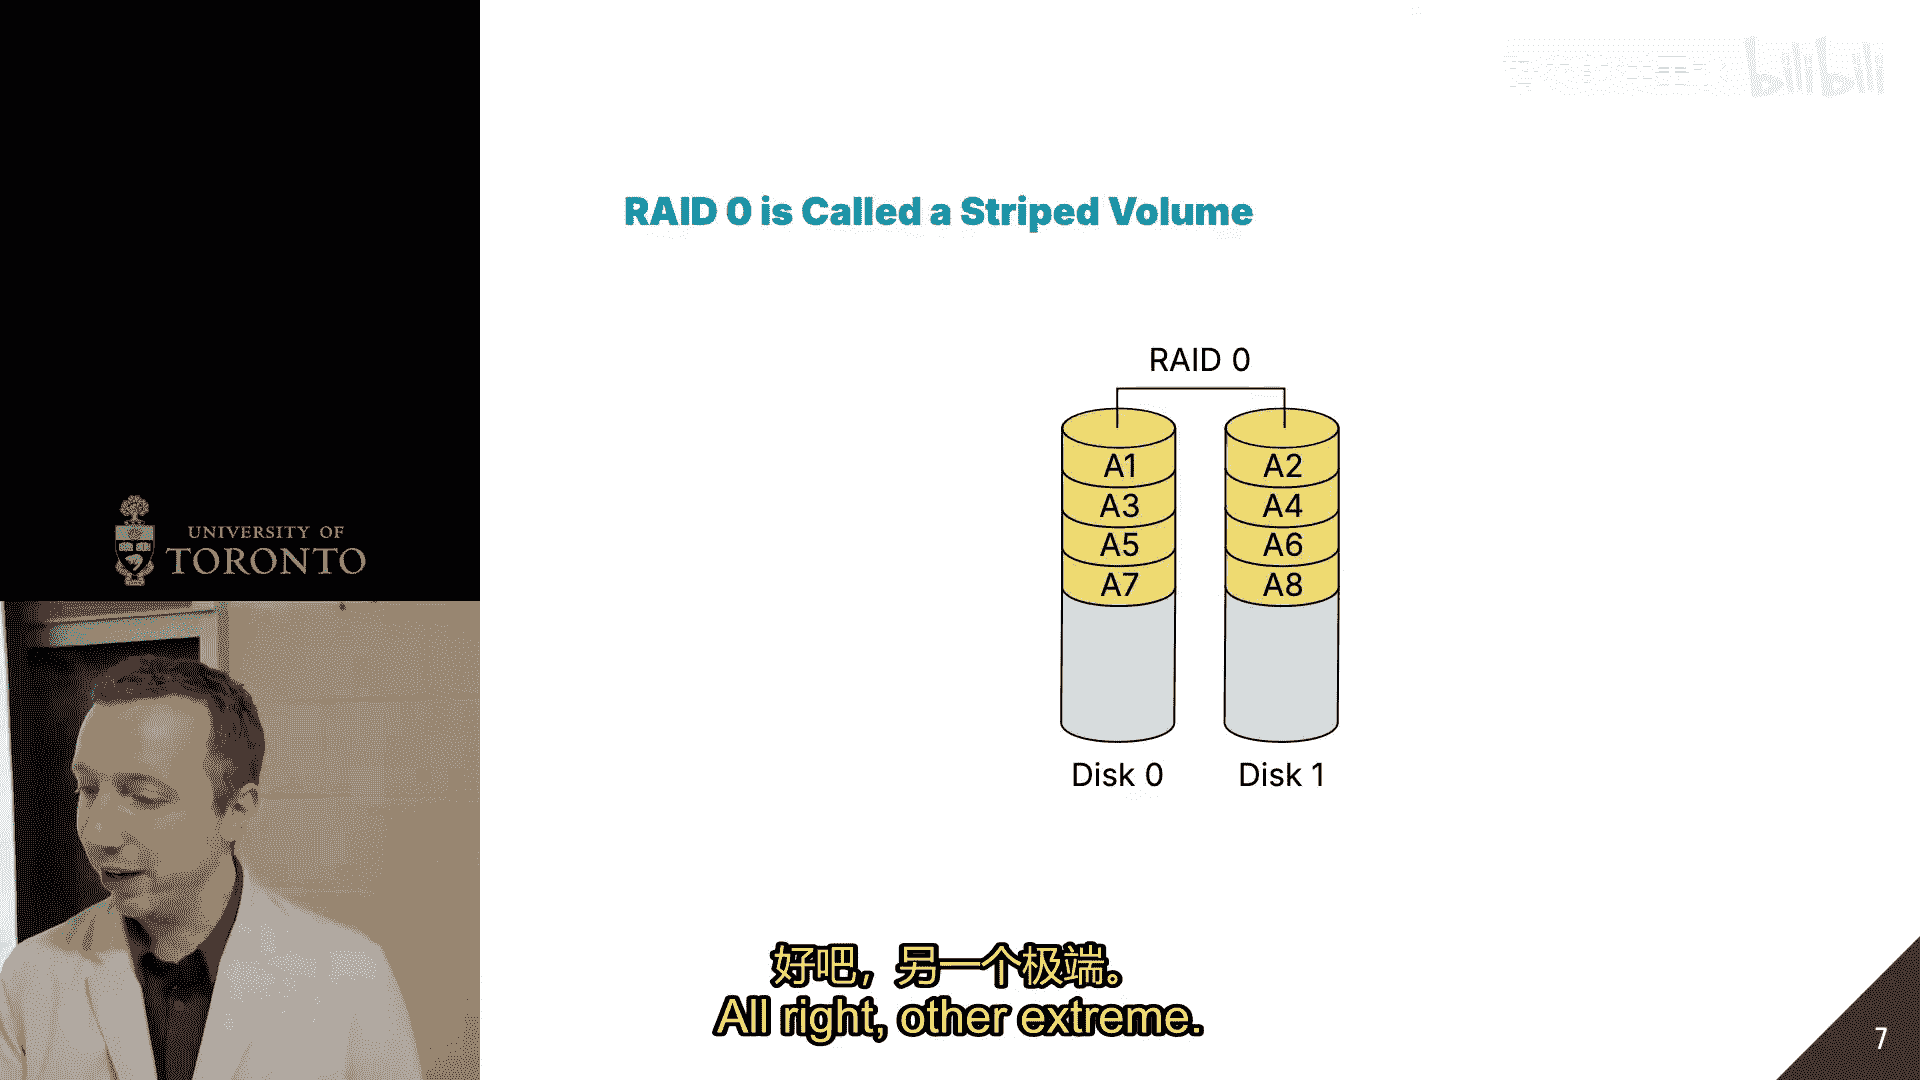 bilibili
RAID 0 is Called a Striped Volume
RAID 0
A1 A2
A3 A4
A5 A6
A7 A8
Disk 0 Disk 1
UNIVERSITY OF
TORONTO
好吧，另一个极端。
All right, other extreme.
7